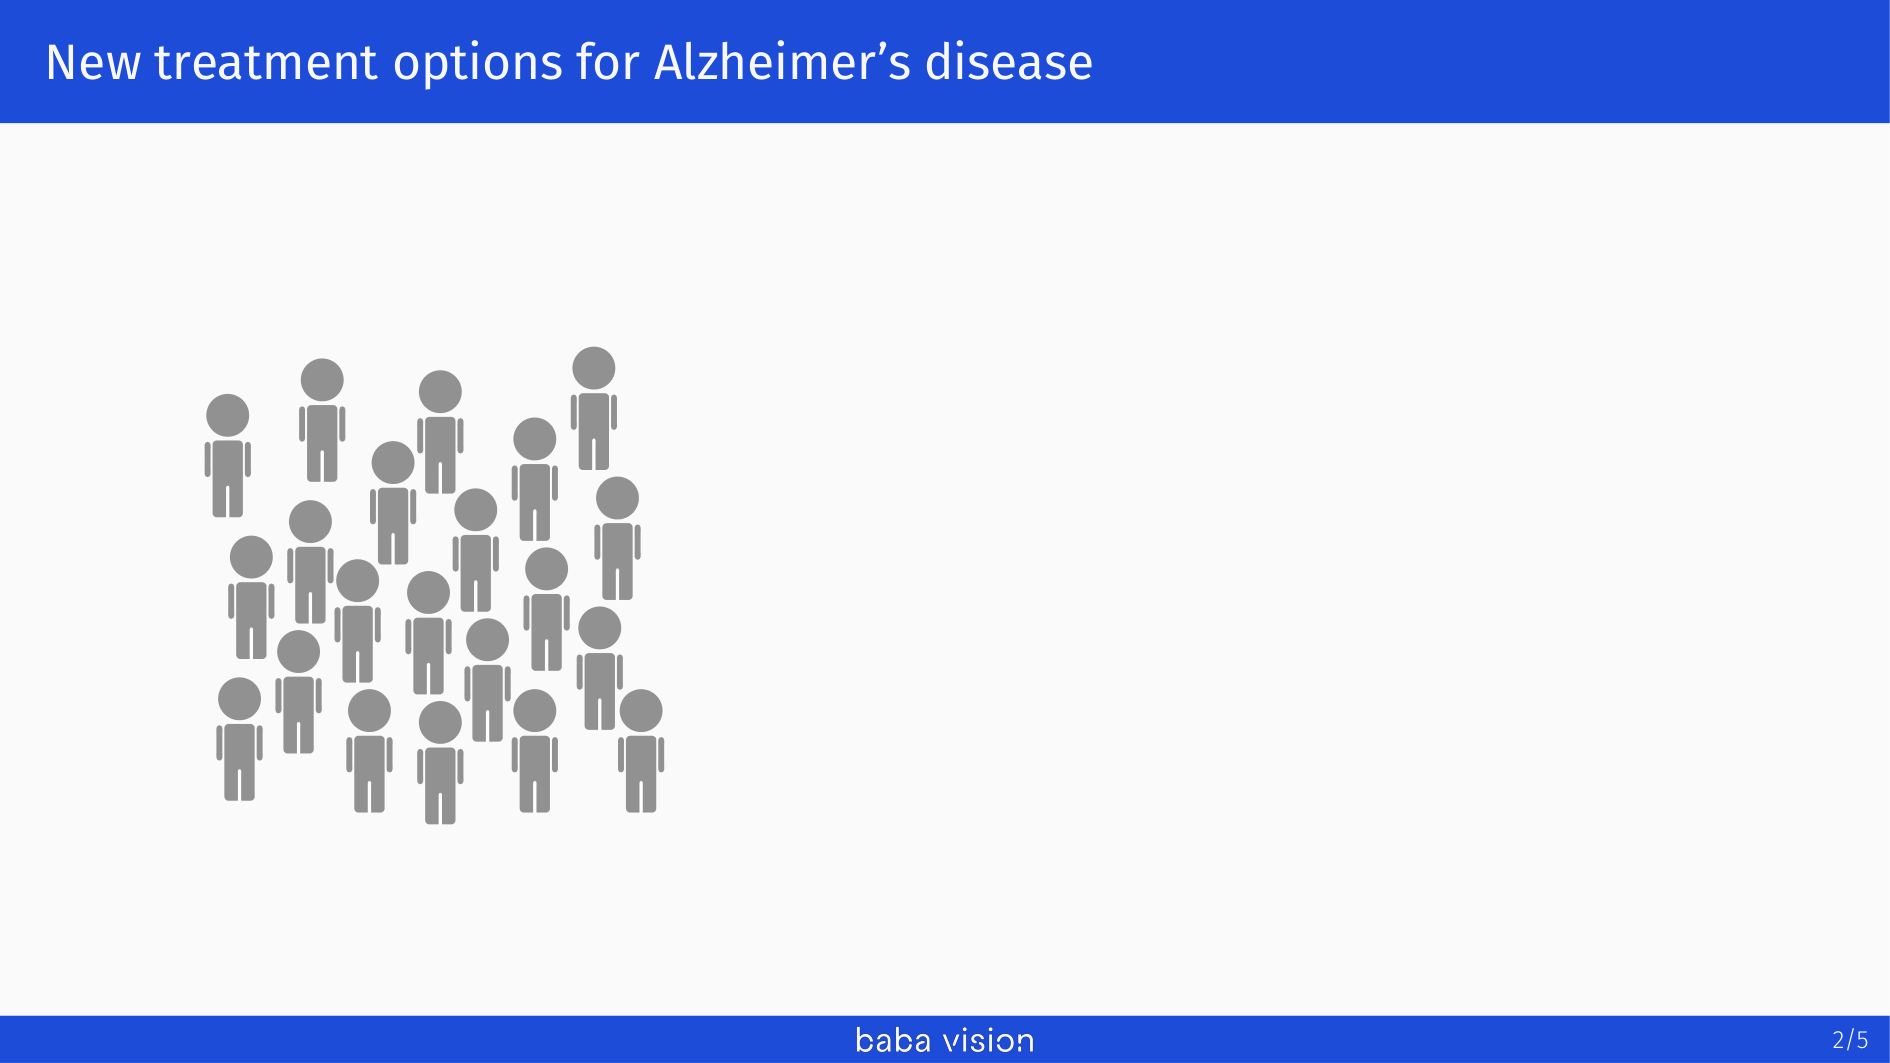 New treatment options for Alzheimer’s disease
baba vision
2/5